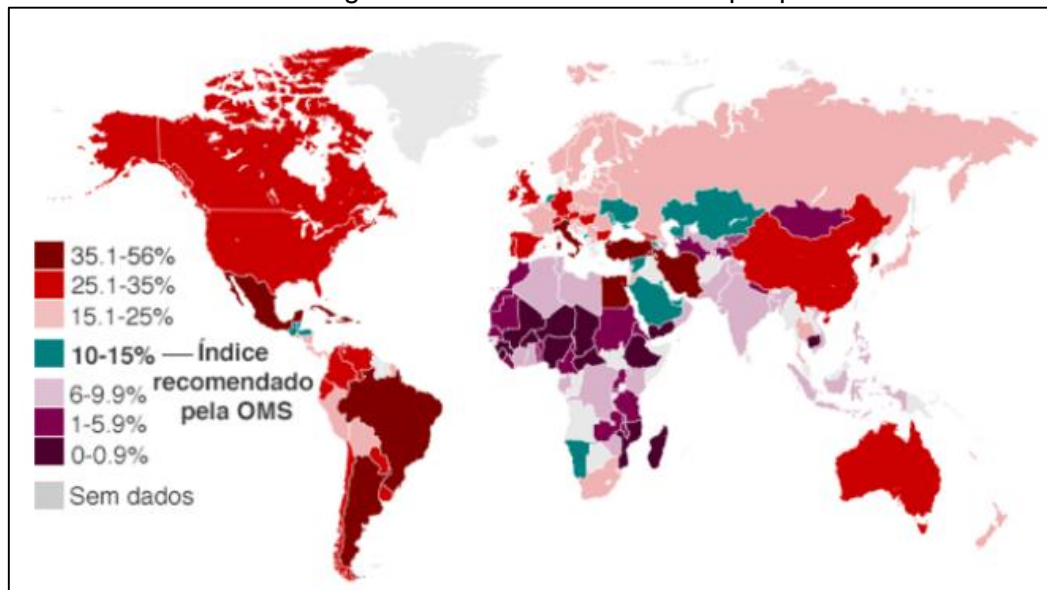 35.1-56%
25.1-35%
15.1-25%
10-15% — Índice
recomendado
pela OMS
6-9.9%
1-5.9%
0-0.9%
Sem dados